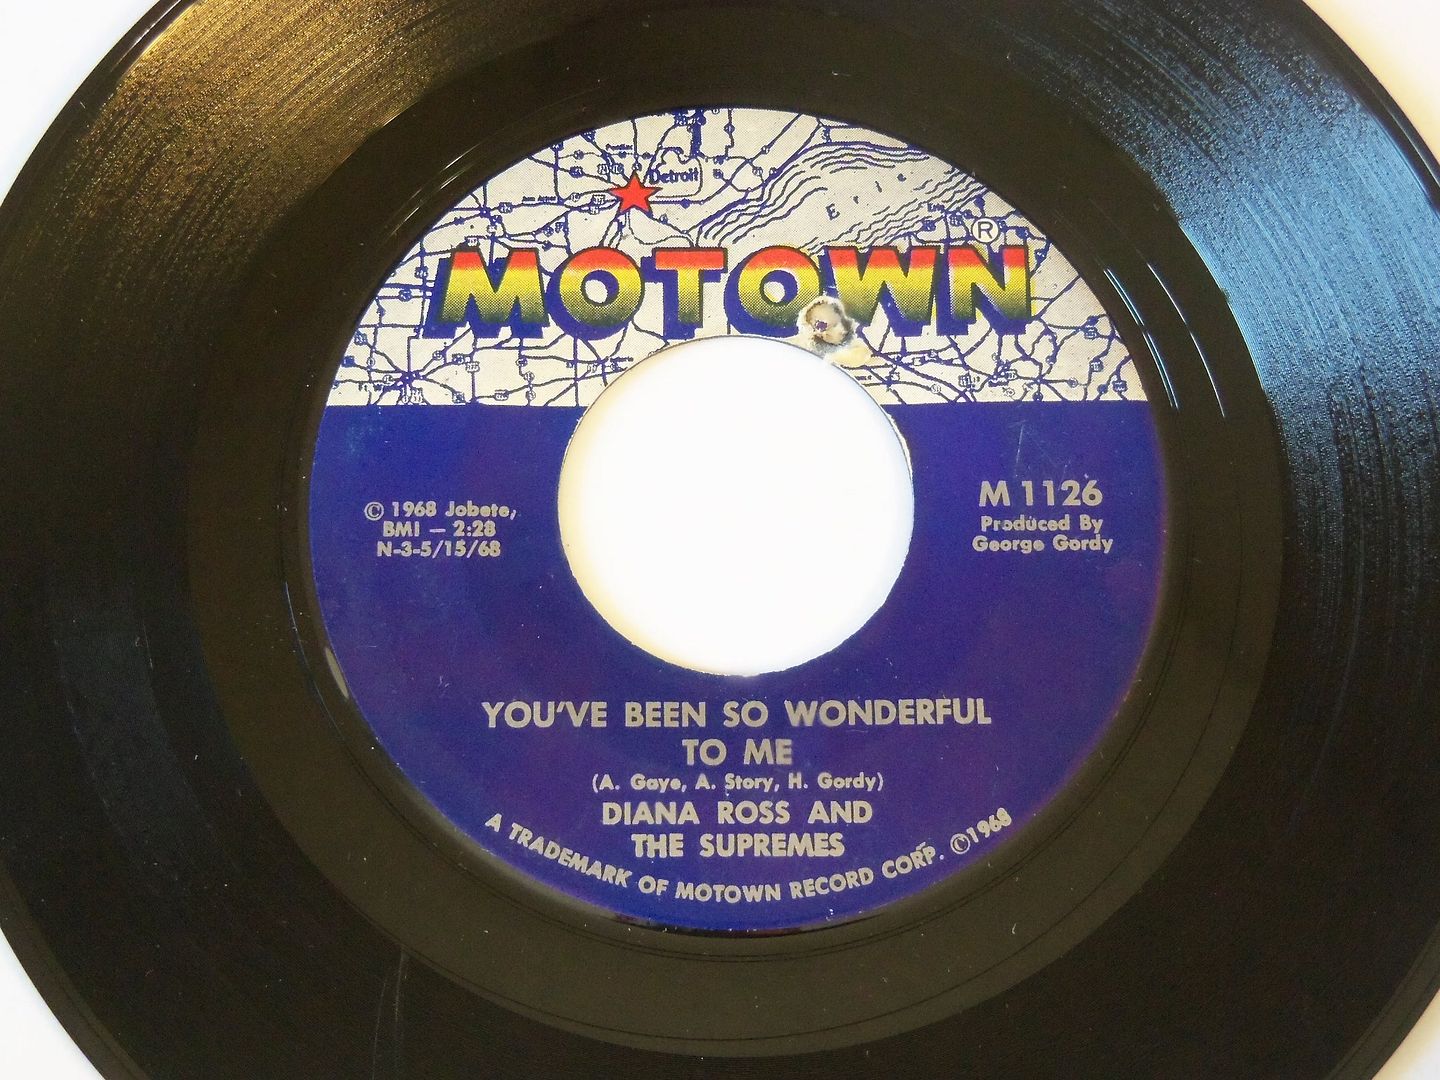 Detroit
Erie
MOTOWN®
© 1968 Jobete,
BMI — 2:28
N-3-5/15/68
M 1126
Produced By
George Gordy
YOU'VE BEEN SO WONDERFUL
TO ME
(A. Gaye, A. Story, H. Gordy)
DIANA ROSS AND
THE SUPREMES
A TRADEMARK OF MOTOWN RECORD CORP. ©1968